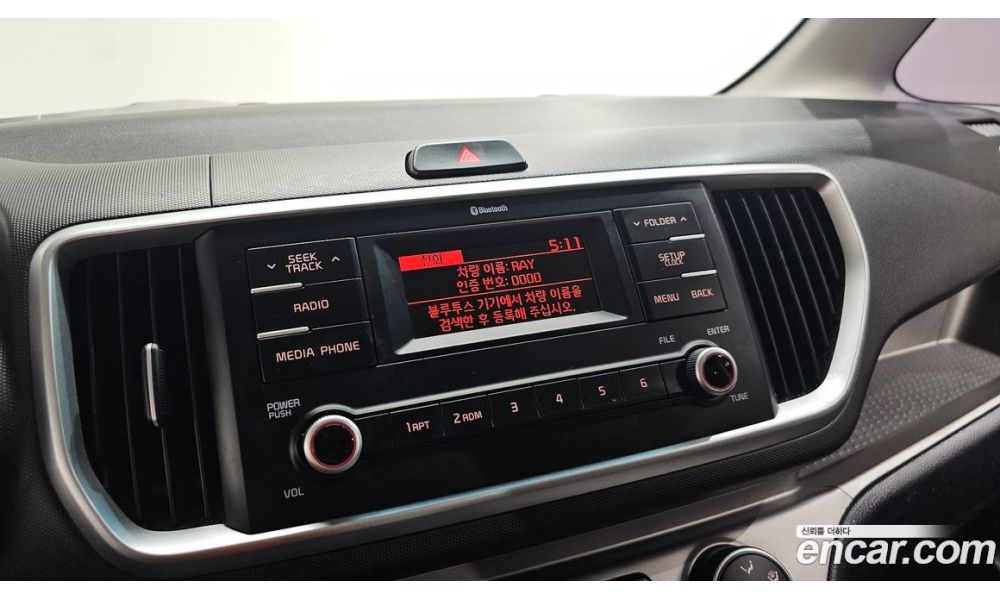 Bluetooth
SEEK
TRACK
RADIO
MEDIA PHONE
전화
5:11
차량 이름: RAY
인증 번호: 0000
블루투스 기기에서 차량 이름을
검색한 후 등록해 주십시오.
FOLDER
SETUP
CLOCK
MENU BACK
POWER
PUSH
VOL
1 RPT
2 RDM
3
4
5
6
FILE
ENTER
TUNE
신뢰를 더하다
encar.com